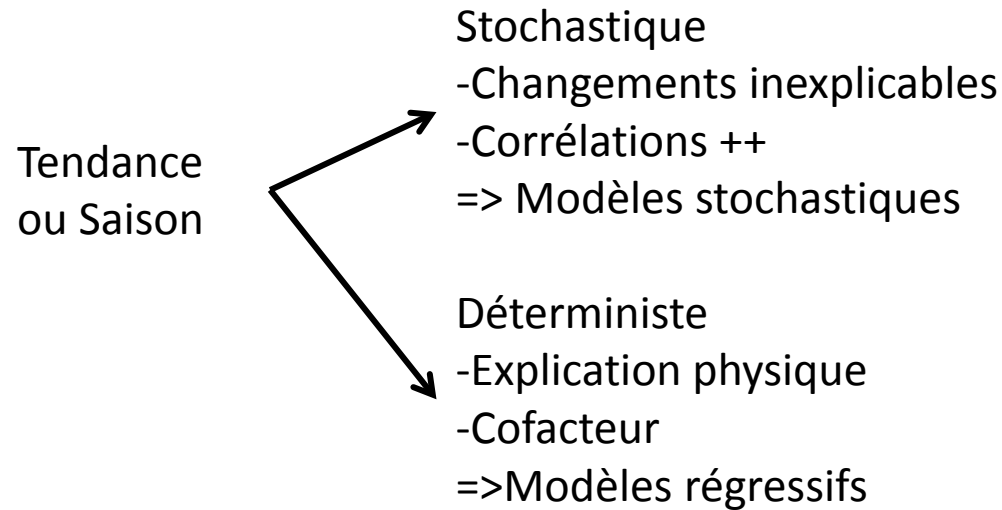 Tendance
ou Saison
Stochastique
-Changements inexplicables
-Corrélations ++
=> Modèles stochastiques
Déterministe
-Explication physique
-Cofacteur
=>Modèles régressifs